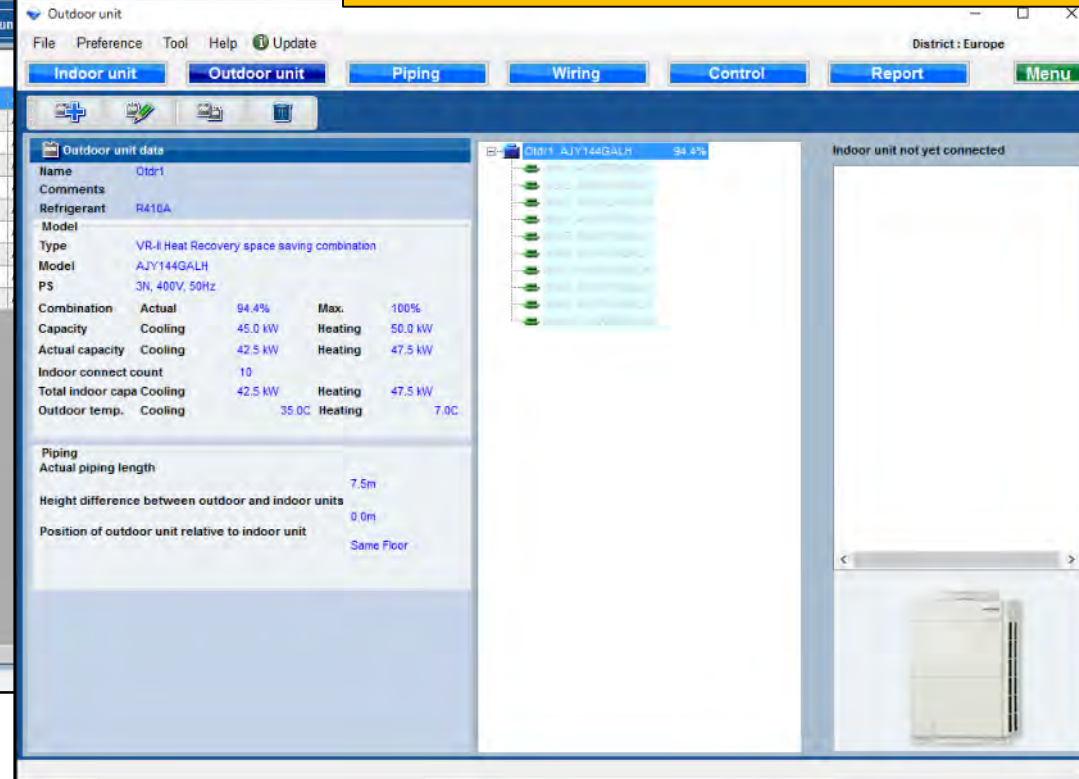 un
Outdoor unit
File Preference Tool Help Update
District : Europe
Indoor unit Outdoor unit Piping Wiring Control Report Menu
Outdoor unit data
Name Otdr1
Comments
Refrigerant R410A
Model
Type VR-II Heat Recovery space saving combination
Model AJY144GALH
PS 3N, 400V, 50Hz
Combination Actual 94.4% Max. 100%
Capacity Cooling 45.0 kW Heating 50.0 kW
Actual capacity Cooling 42.5 kW Heating 47.5 kW
Indoor connect count 10
Total indoor capa Cooling 42.5 kW Heating 47.5 kW
Outdoor temp. Cooling 35.0C Heating 7.0C
Piping
Actual piping length
7.5m
Height difference between outdoor and indoor units
0.0m
Position of outdoor unit relative to indoor unit
Same Floor
Otdr1 AJY144GALH 94.4%
Indoor unit not yet connected